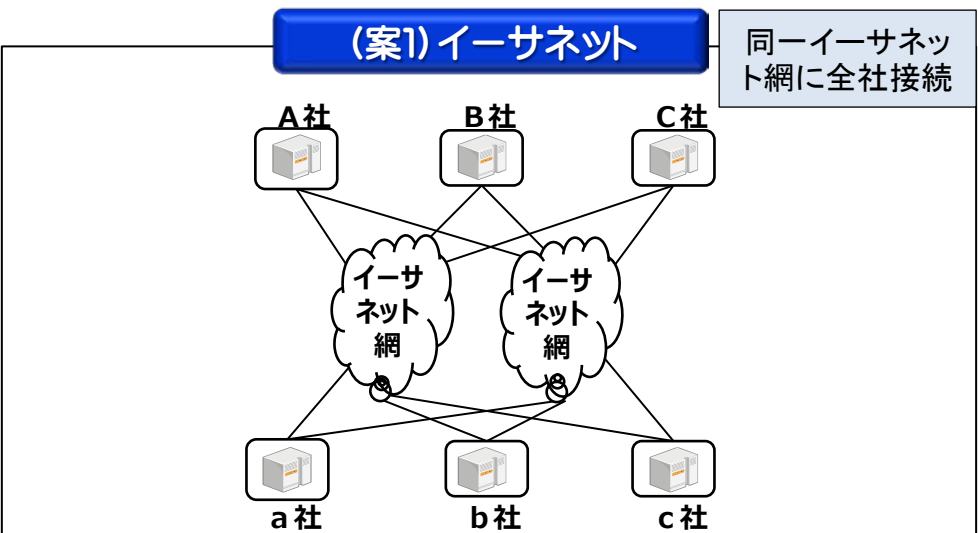 (案1)イーサネット
同一イーサネッ
ト網に全社接続
A社
B社
C社
イーサ
ネット
網
イーサ
ネット
網
a社
b社
c社